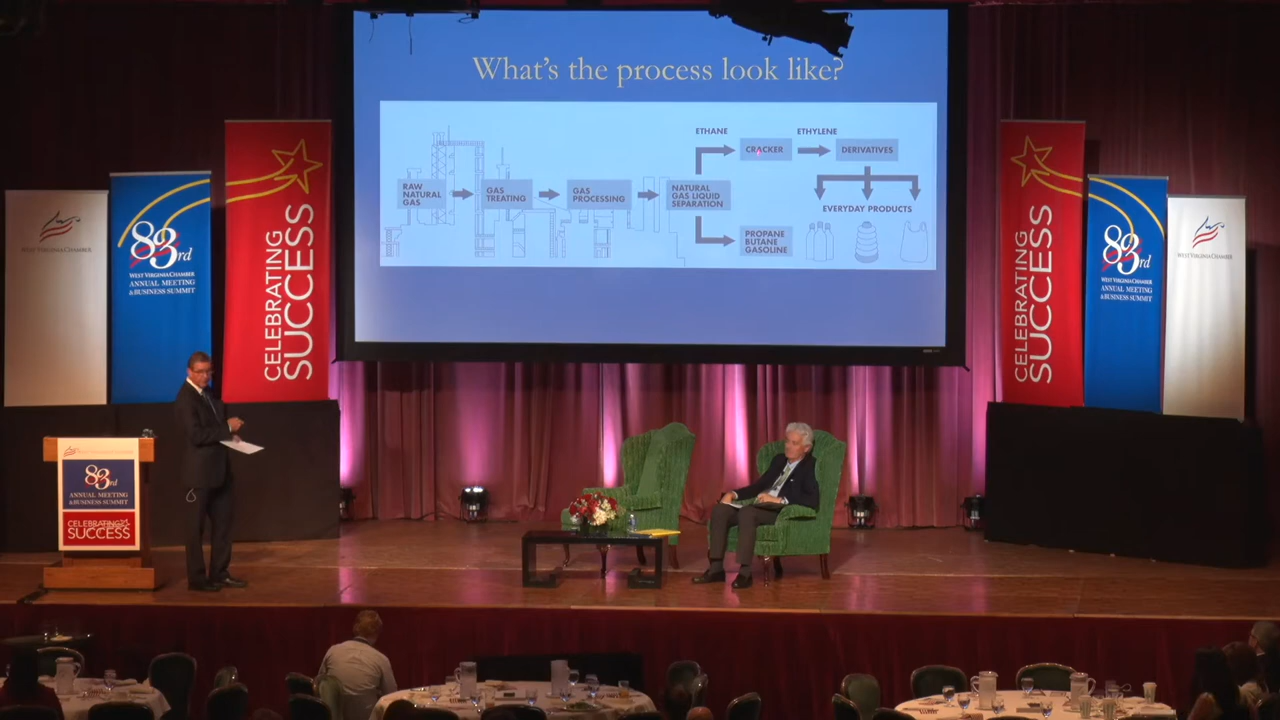 What's the process look like?
ETHANE
ETHYLENE
CRACKER
DERIVATIVES
RAW
NATURAL
GAS
GAS
TREATING
GAS
PROCESSING
NATURAL
GAS LIQUID
SEPARATION
EVERYDAY PRODUCTS
PROPANE
BUTANE
GASOLINE
WEST VIRGINIA CHAMBER
83rd
WEST VIRGINIA CHAMBER
ANNUAL MEETING
& BUSINESS SUMMIT
CELEBRATING
SUCCESS
CELEBRATING
SUCCESS
83rd
WEST VIRGINIA CHAMBER
ANNUAL MEETING
& BUSINESS SUMMIT
WEST VIRGINIA CHAMBER
West Virginia Chamber
83rd
ANNUAL MEETING
& BUSINESS SUMMIT
CELEBRATING
SUCCESS